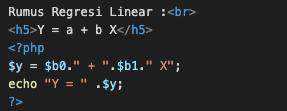 Rumus Regresi Linear :<br>
<h5>Y = a + b X</h5>
<?php
$y = $b0." + ".$b1." X";
echo "Y = " .$y;
?>